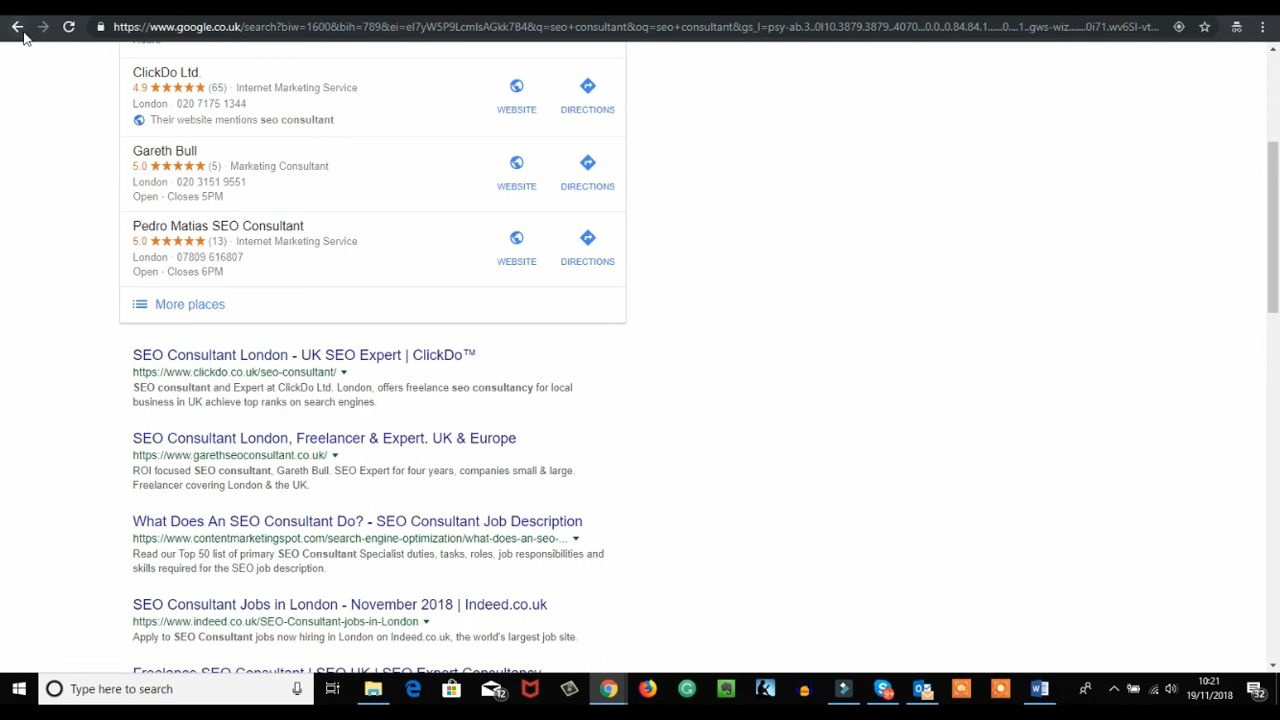 https://www.google.co.uk/search?biw=1600&bih=789&ei=eI7yW5P9LcmlsAGkk7B4&q=seo+consultant&oq=seo+consultant&gs_l=psy-ab.3..0l10.3879.3879..4070...0.0..0.84.84.1......0....1..gws-wiz.......0i71.wv6SI-vt...
ClickDo Ltd.
4.9 ★★★★★ (65) · Internet Marketing Service
London · 020 7175 1344
Their website mentions seo consultant
WEBSITE DIRECTIONS
Gareth Bull
5.0 ★★★★★ (5) · Marketing Consultant
London · 020 3151 9551
Open · Closes 5PM
WEBSITE DIRECTIONS
Pedro Matias SEO Consultant
5.0 ★★★★★ (13) · Internet Marketing Service
London · 07809 616807
Open · Closes 6PM
WEBSITE DIRECTIONS
More places
SEO Consultant London - UK SEO Expert | ClickDo™
https://www.clickdo.co.uk/seo-consultant/
SEO consultant and Expert at ClickDo Ltd. London, offers freelance seo consultancy for local
business in UK achieve top ranks on search engines.
SEO Consultant London, Freelancer & Expert. UK & Europe
https://www.garethseoconsultant.co.uk/
ROI focused SEO consultant, Gareth Bull. SEO Expert for four years, companies small & large.
Freelancer covering London & the UK.
What Does An SEO Consultant Do? - SEO Consultant Job Description
https://www.contentmarketingspot.com/search-engine-optimization/what-does-an-seo-...
Read our Top 50 list of primary SEO Consultant Specialist duties, tasks, roles, job responsibilities and
skills required for the SEO job description.
SEO Consultant Jobs in London - November 2018 | Indeed.co.uk
https://www.indeed.co.uk/SEO-Consultant-jobs-in-London
Apply to SEO Consultant jobs now hiring in London on Indeed.co.uk, the world's largest job site.
Freelance SEO Consultant | SEO UK | SEO Expert Consultancy
Type here to search
12
9+
10:21
19/11/2018
32